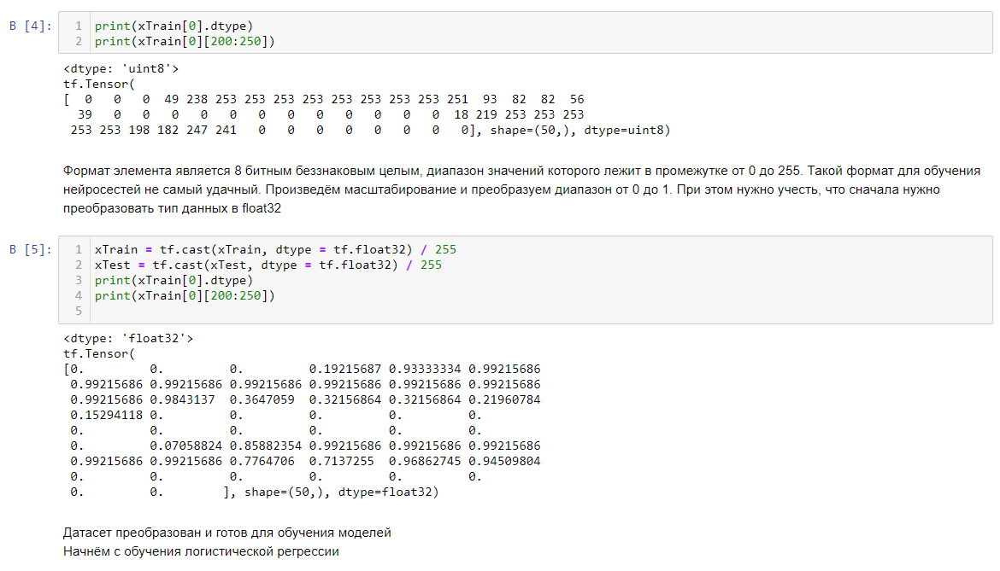 В [4]:
1 print(xTrain[0].dtype)
2 print(xTrain[0][200:250])
<dtype: 'uint8'>
tf.Tensor(
[  0   0   0  49 238 253 253 253 253 253 253 253 253 251  93  82  82  56
  39   0   0   0   0   0   0   0   0   0   0   0   0  18 219 253 253 253
 253 253 198 182 247 241   0   0   0   0   0   0   0   0], shape=(50,), dtype=uint8)
Формат элемента является 8 битным беззнаковым целым, диапазон значений которого лежит в промежутке от 0 до 255. Такой формат для обучения
нейросестей не самый удачный. Произведём масштабирование и преобразуем диапазон от 0 до 1. При этом нужно учесть, что сначала нужно
преобразовать тип данных в float32
В [5]:
1 xTrain = tf.cast(xTrain, dtype = tf.float32) / 255
2 xTest = tf.cast(xTest, dtype = tf.float32) / 255
3 print(xTrain[0].dtype)
4 print(xTrain[0][200:250])
5
<dtype: 'float32'>
tf.Tensor(
[0.         0.         0.         0.19215687 0.93333334 0.99215686
 0.99215686 0.99215686 0.99215686 0.99215686 0.99215686 0.99215686
 0.99215686 0.9843137  0.3647059  0.32156864 0.32156864 0.21960784
 0.15294118 0.         0.         0.         0.         0.
 0.         0.         0.         0.         0.         0.
 0.         0.07058824 0.85882354 0.99215686 0.99215686 0.99215686
 0.99215686 0.99215686 0.7764706  0.7137255  0.96862745 0.94509804
 0.         0.         0.         0.         0.         0.
 0.         0.        ], shape=(50,), dtype=float32)
Датасет преобразован и готов для обучения моделей
Начнём с обучения логистической регрессии